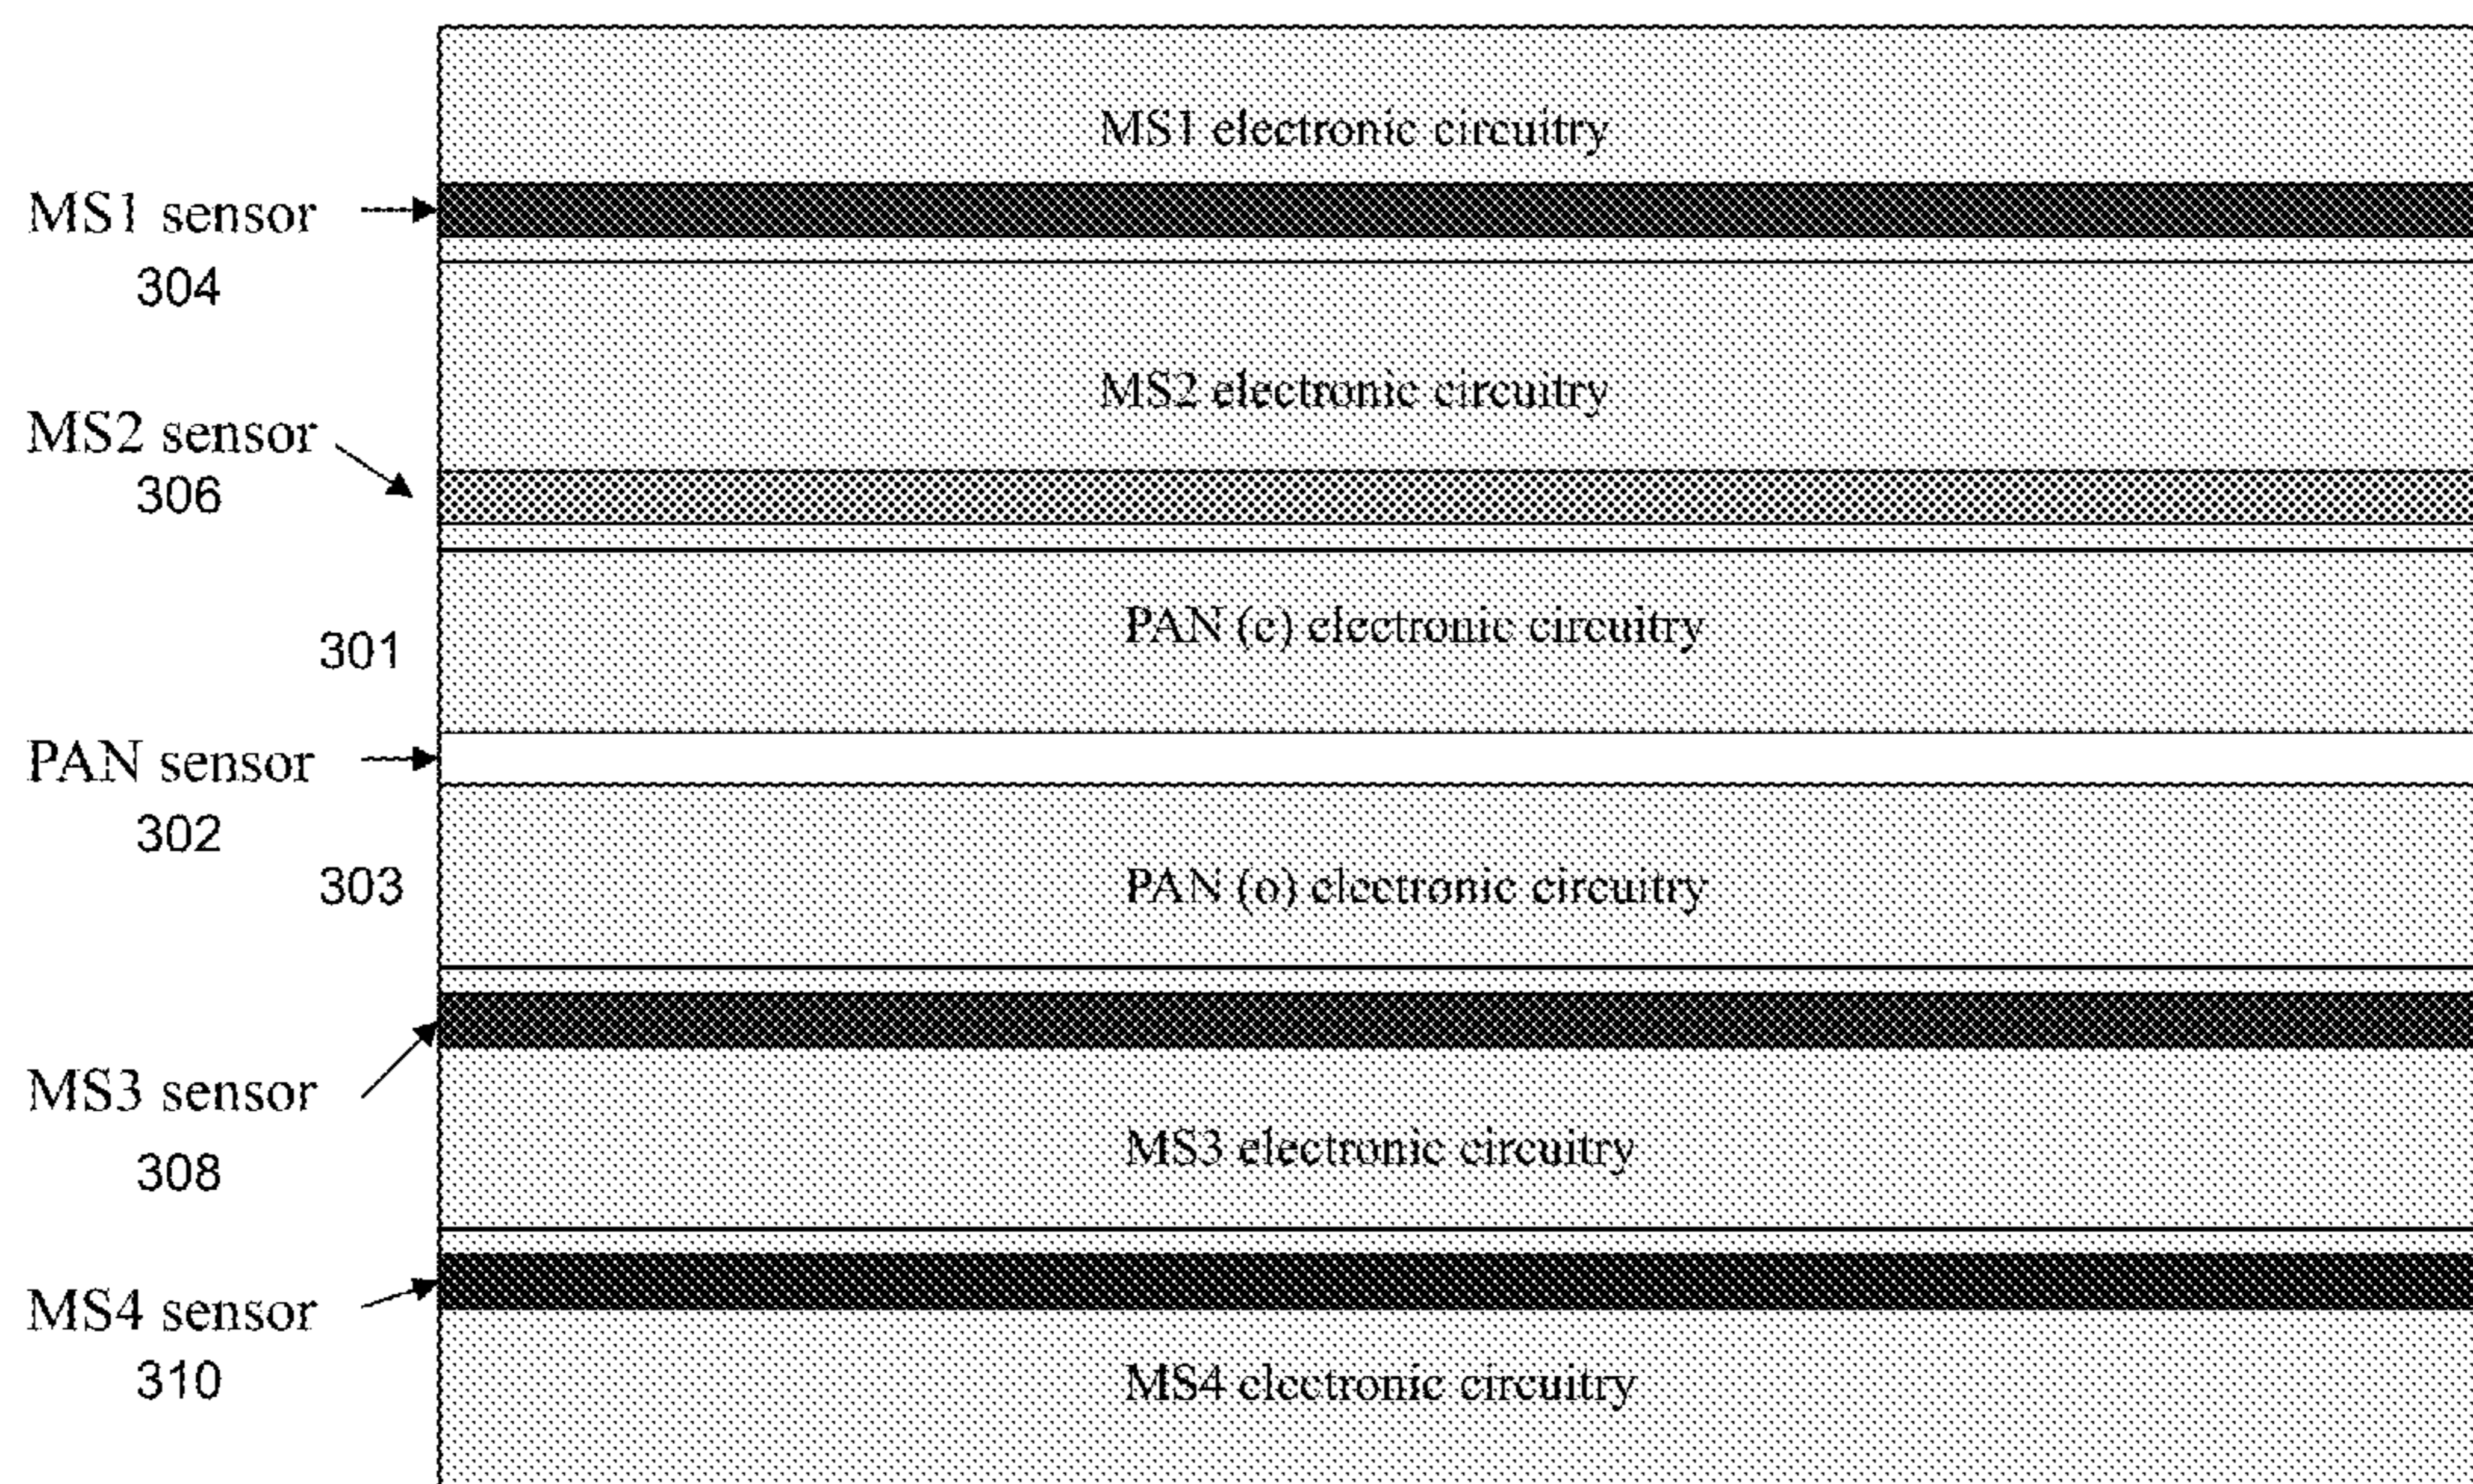 MS1 electronic circuitry
MS1 sensor
304
MS2 electronic circuitry
MS2 sensor
306
PAN (e) electronic circuitry
301
PAN sensor
302
303
PAN (o) electronic circuitry
MS3 sensor
308
MS3 electronic circuitry
MS4 sensor
310
MS4 electronic circuitry